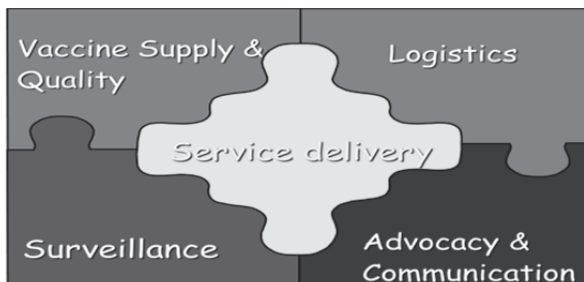 Vaccine Supply &
Quality
Logistics
Service delivery
Surveillance
Advocacy &
Communication